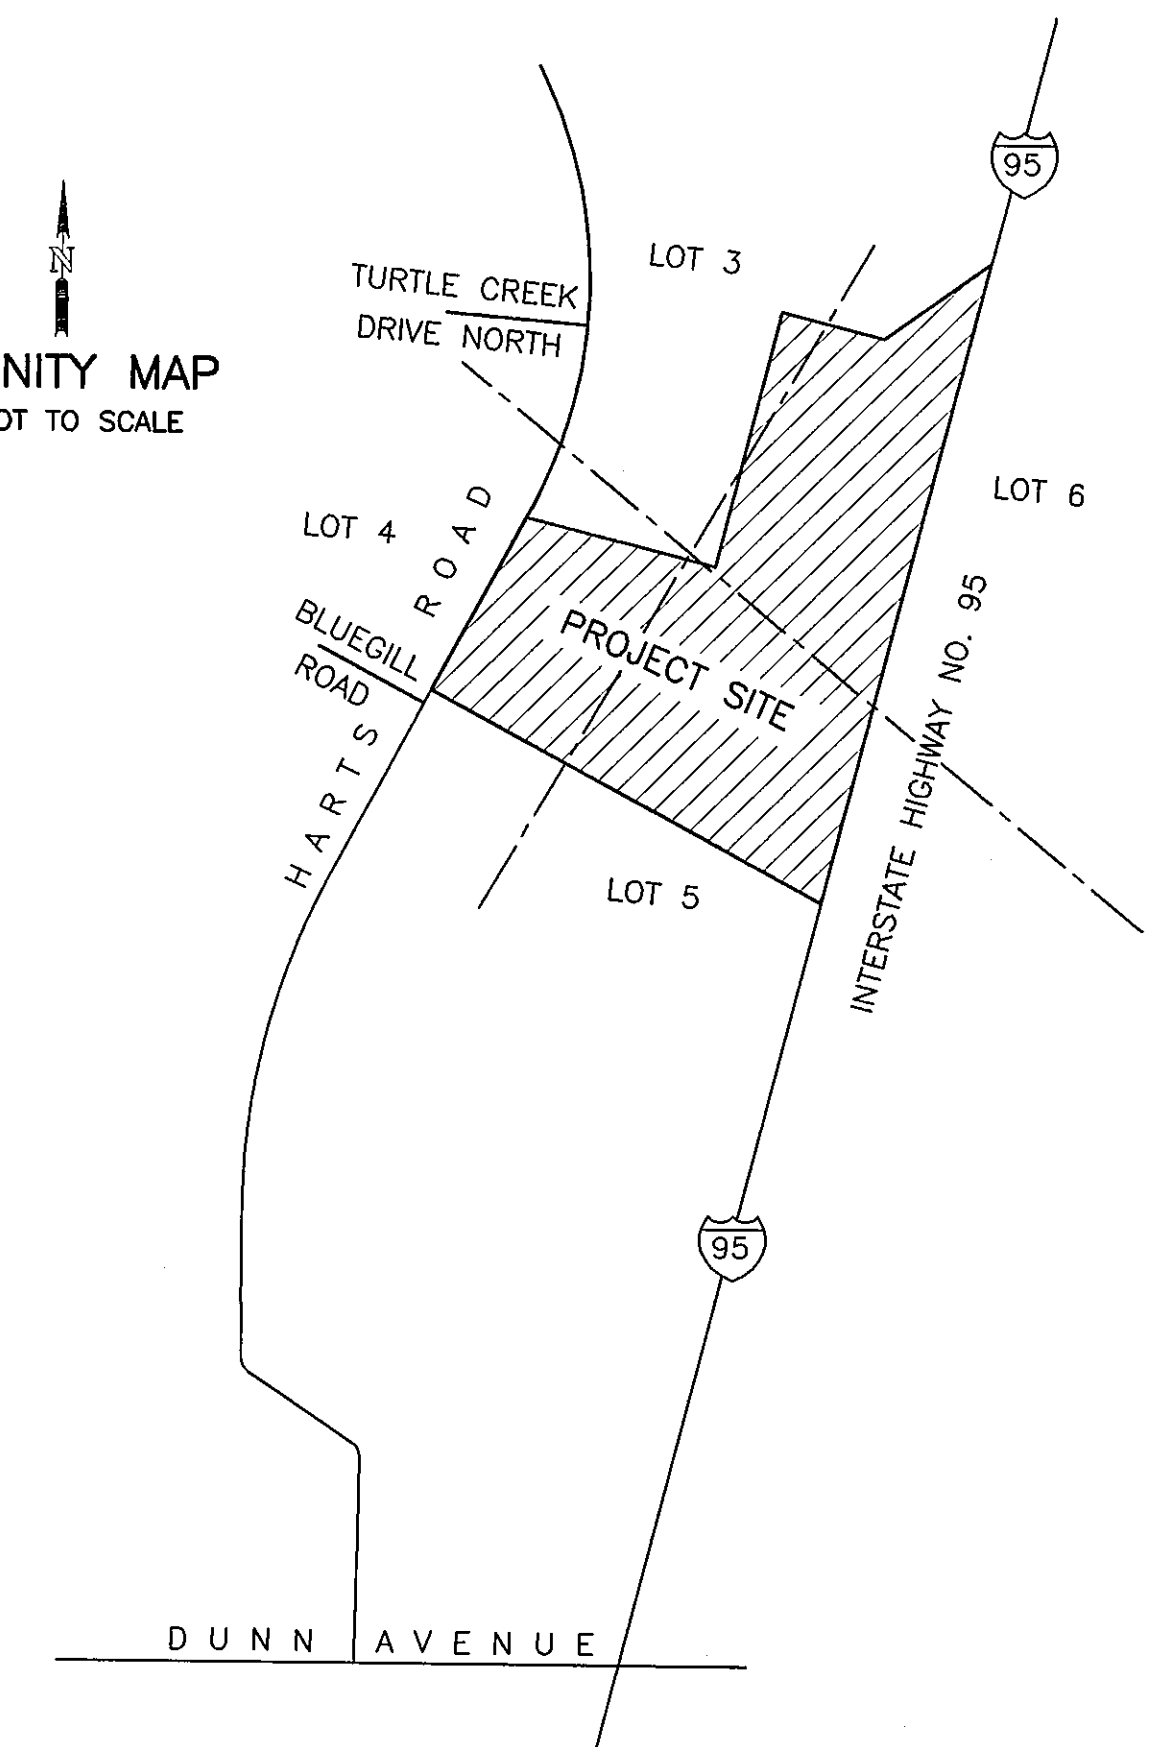 95
LOT 3
TURTLE CREEK
DRIVE NORTH
N
NITY MAP
OT TO SCALE
LOT 6
LOT 4
HARTS ROAD
BLUEGILL
ROAD
PROJECT SITE
INTERSTATE HIGHWAY NO. 95
LOT 5
95
DUNN AVENUE